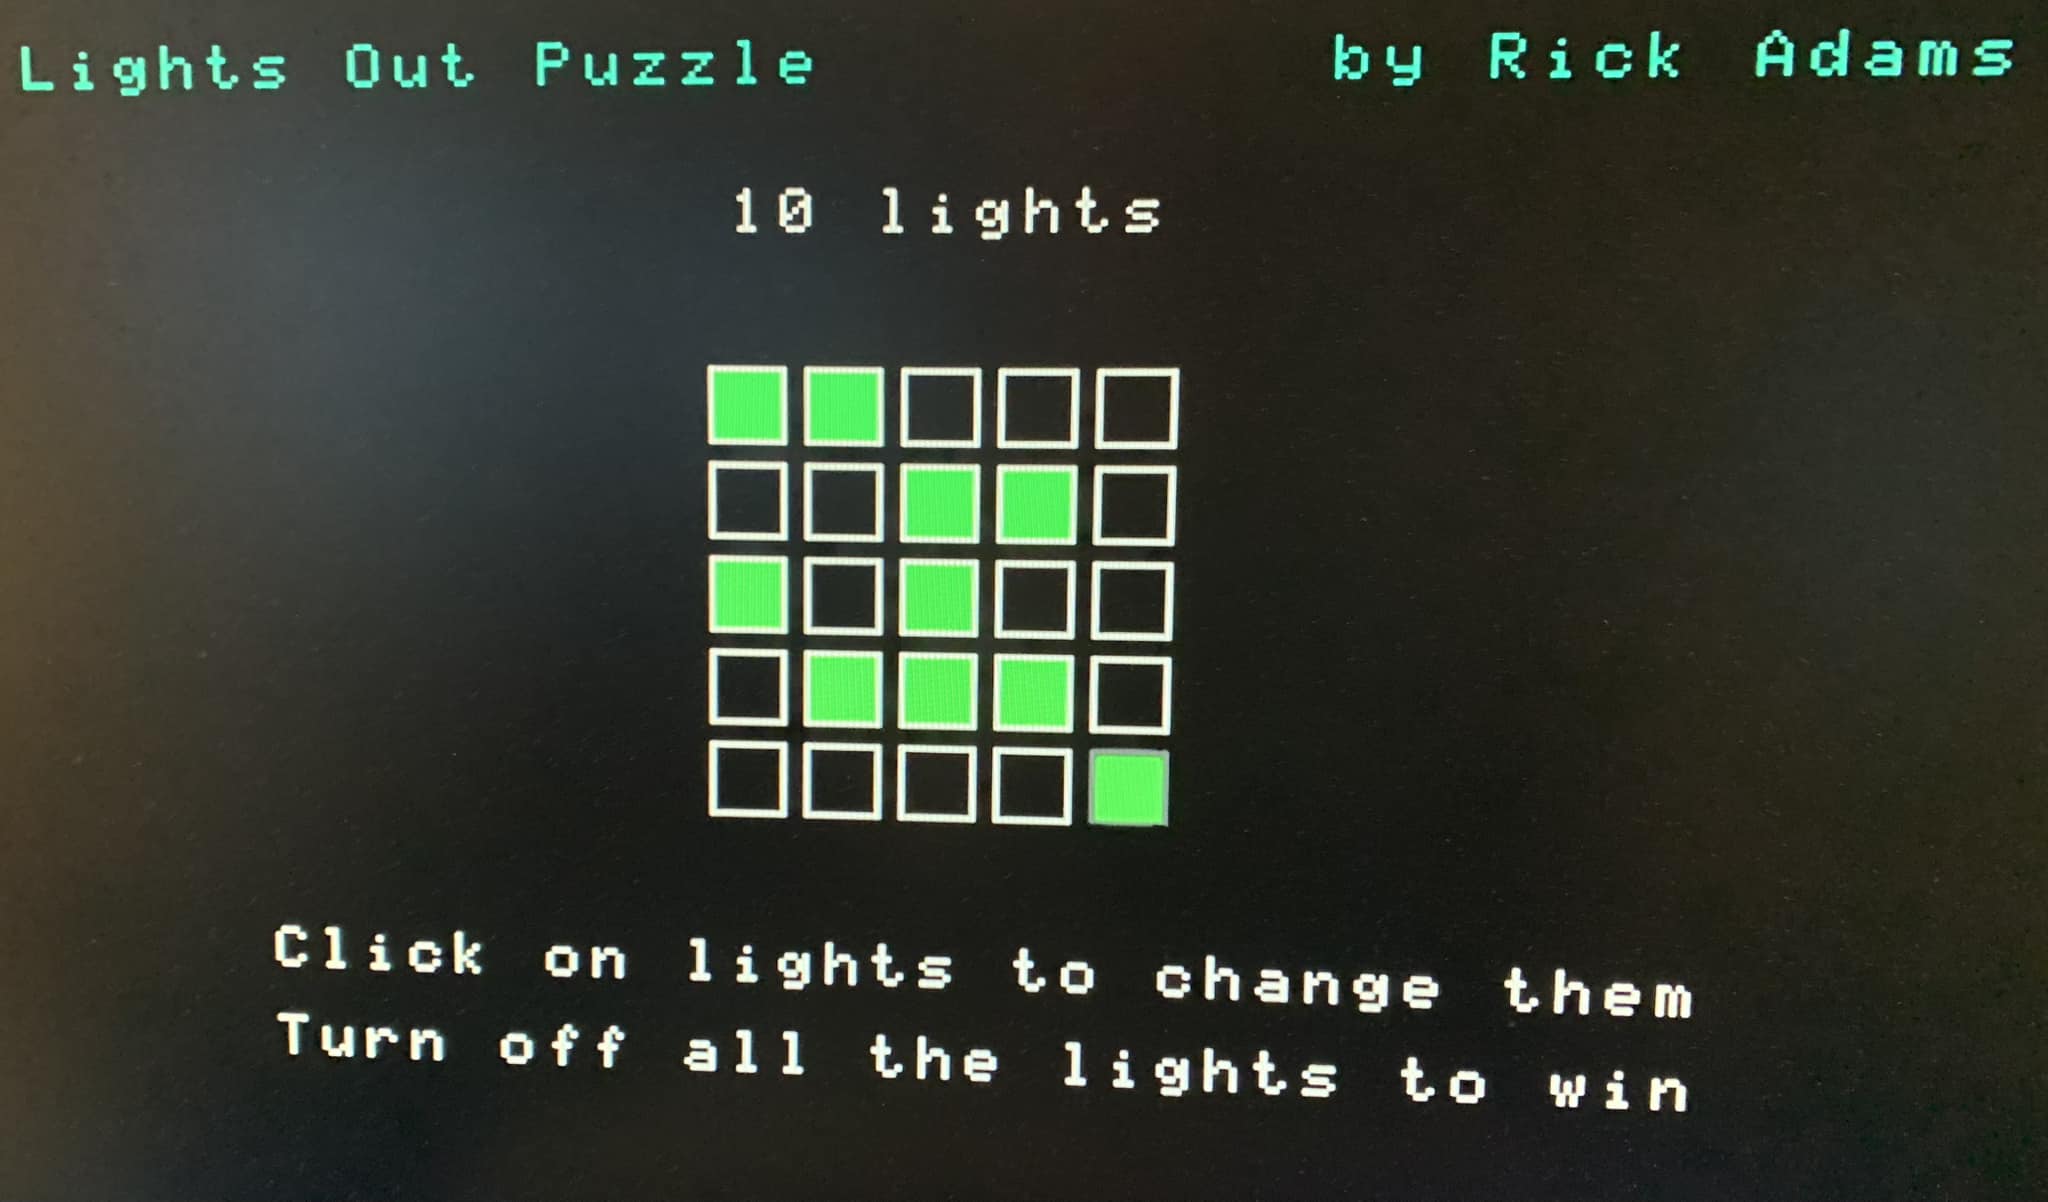 Lights Out Puzzle by Rick Adams
10 lights
Click on lights to change them
Turn off all the lights to win